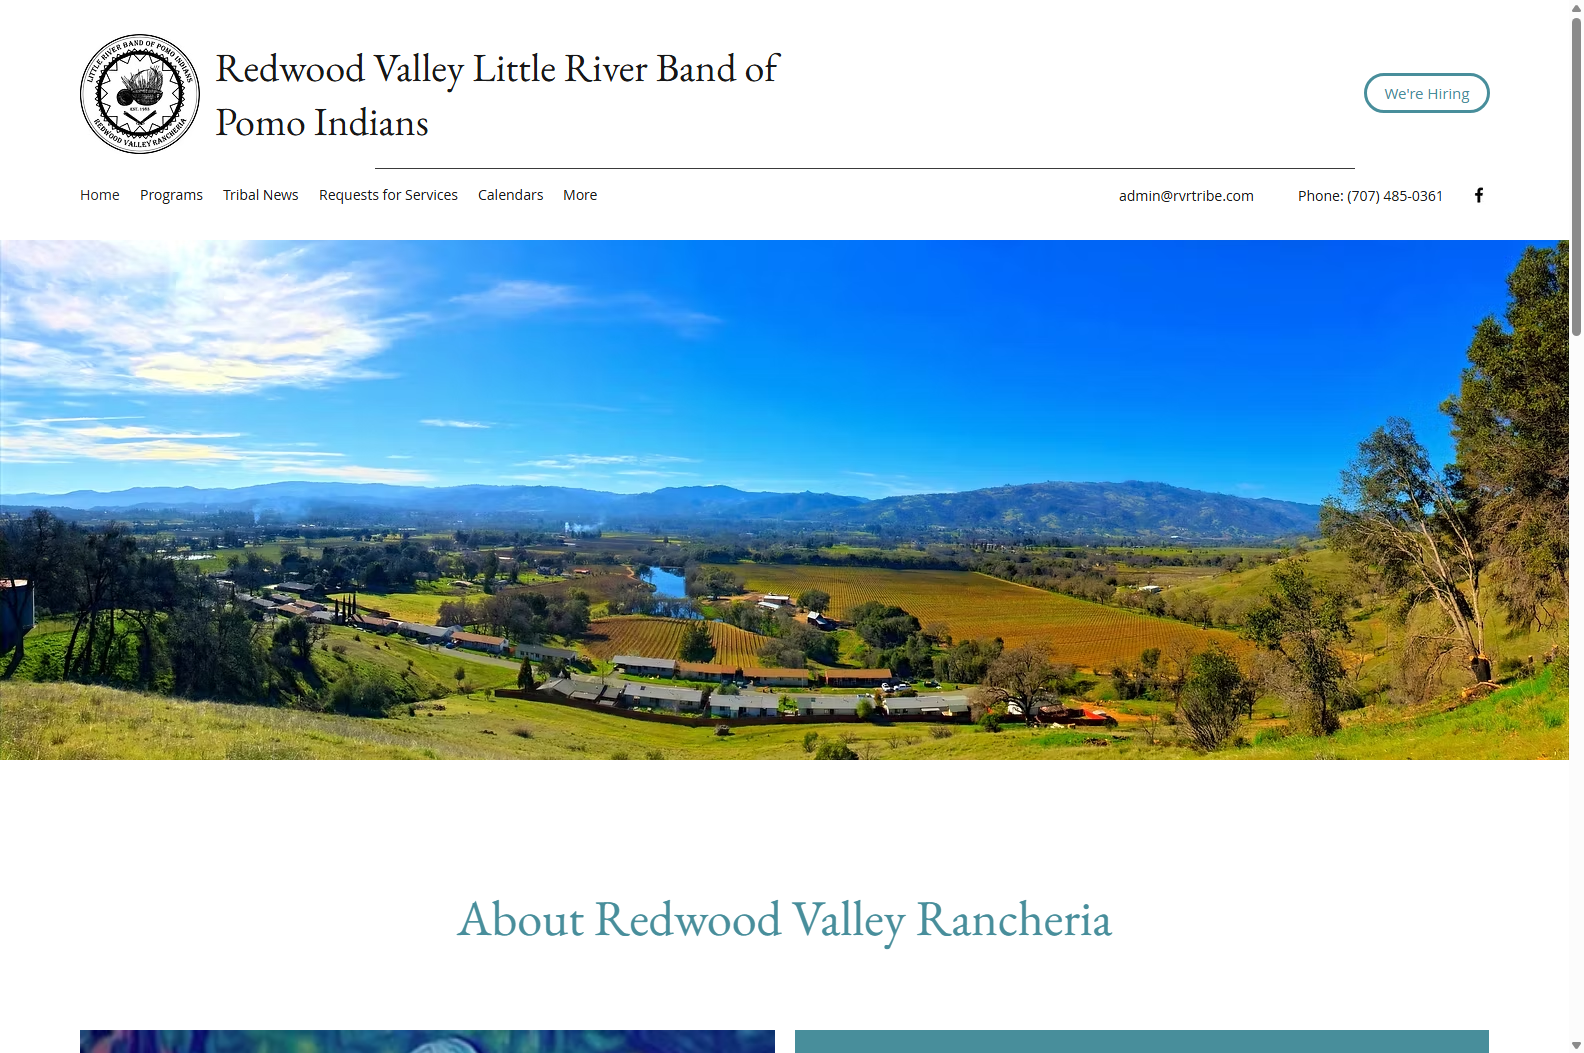 LITTLE RIVER BAND OF POMO INDIANS
EST. 1988
REDWOOD VALLEY RANCHERIA
Redwood Valley Little River Band of
Pomo Indians
We're Hiring
Home Programs Tribal News Requests for Services Calendars More
admin@rvrtribe.com Phone: (707) 485-0361
About Redwood Valley Rancheria